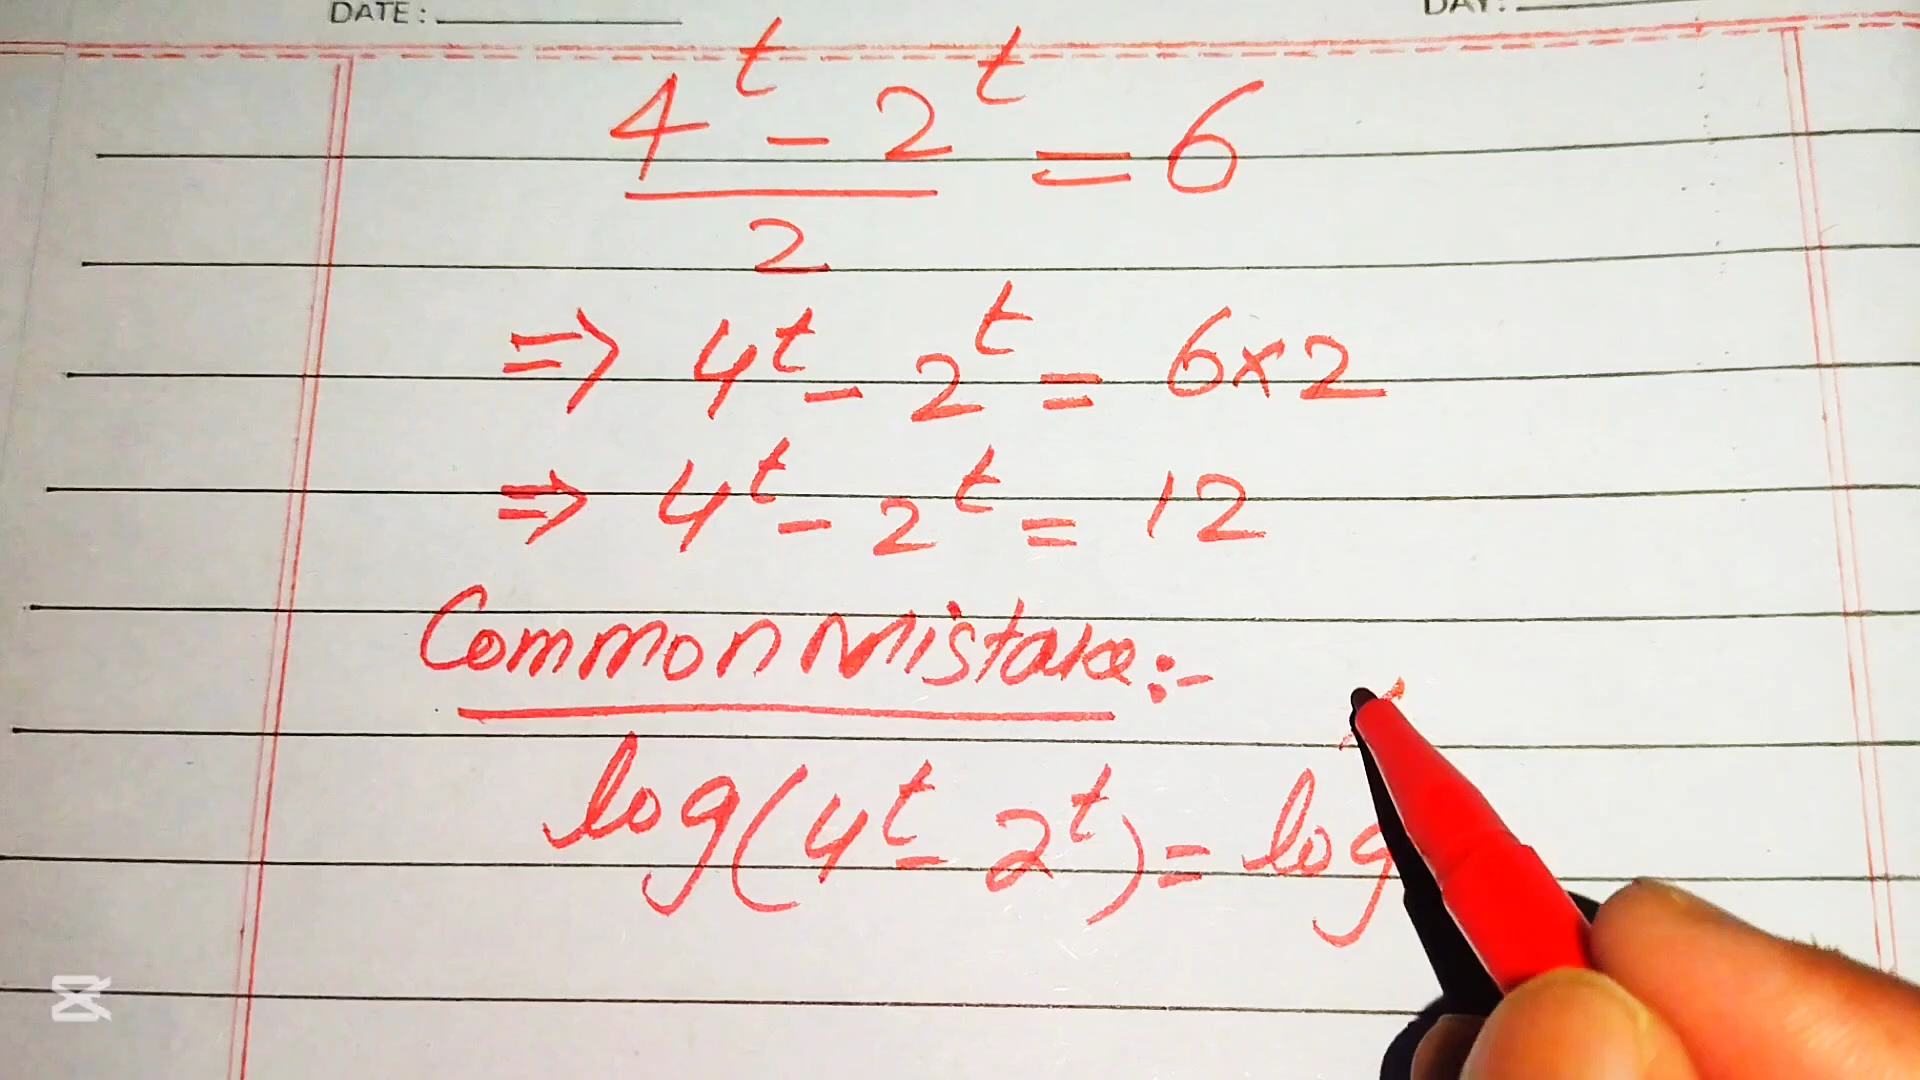 DATE: DAY:
4^t - 2^t / 2 = 6
⇒ 4^t - 2^t = 6×2
⇒ 4^t - 2^t = 12
Common Mistake:-
log(4^t - 2^t) = log